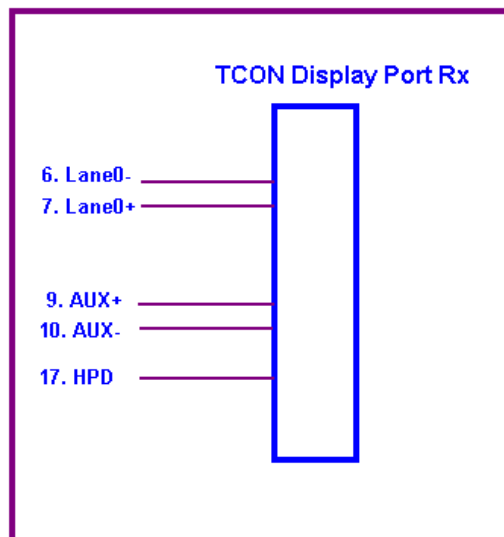 TCON Display Port Rx
6. Lane0-
7. Lane0+
9. AUX+
10. AUX-
17. HPD